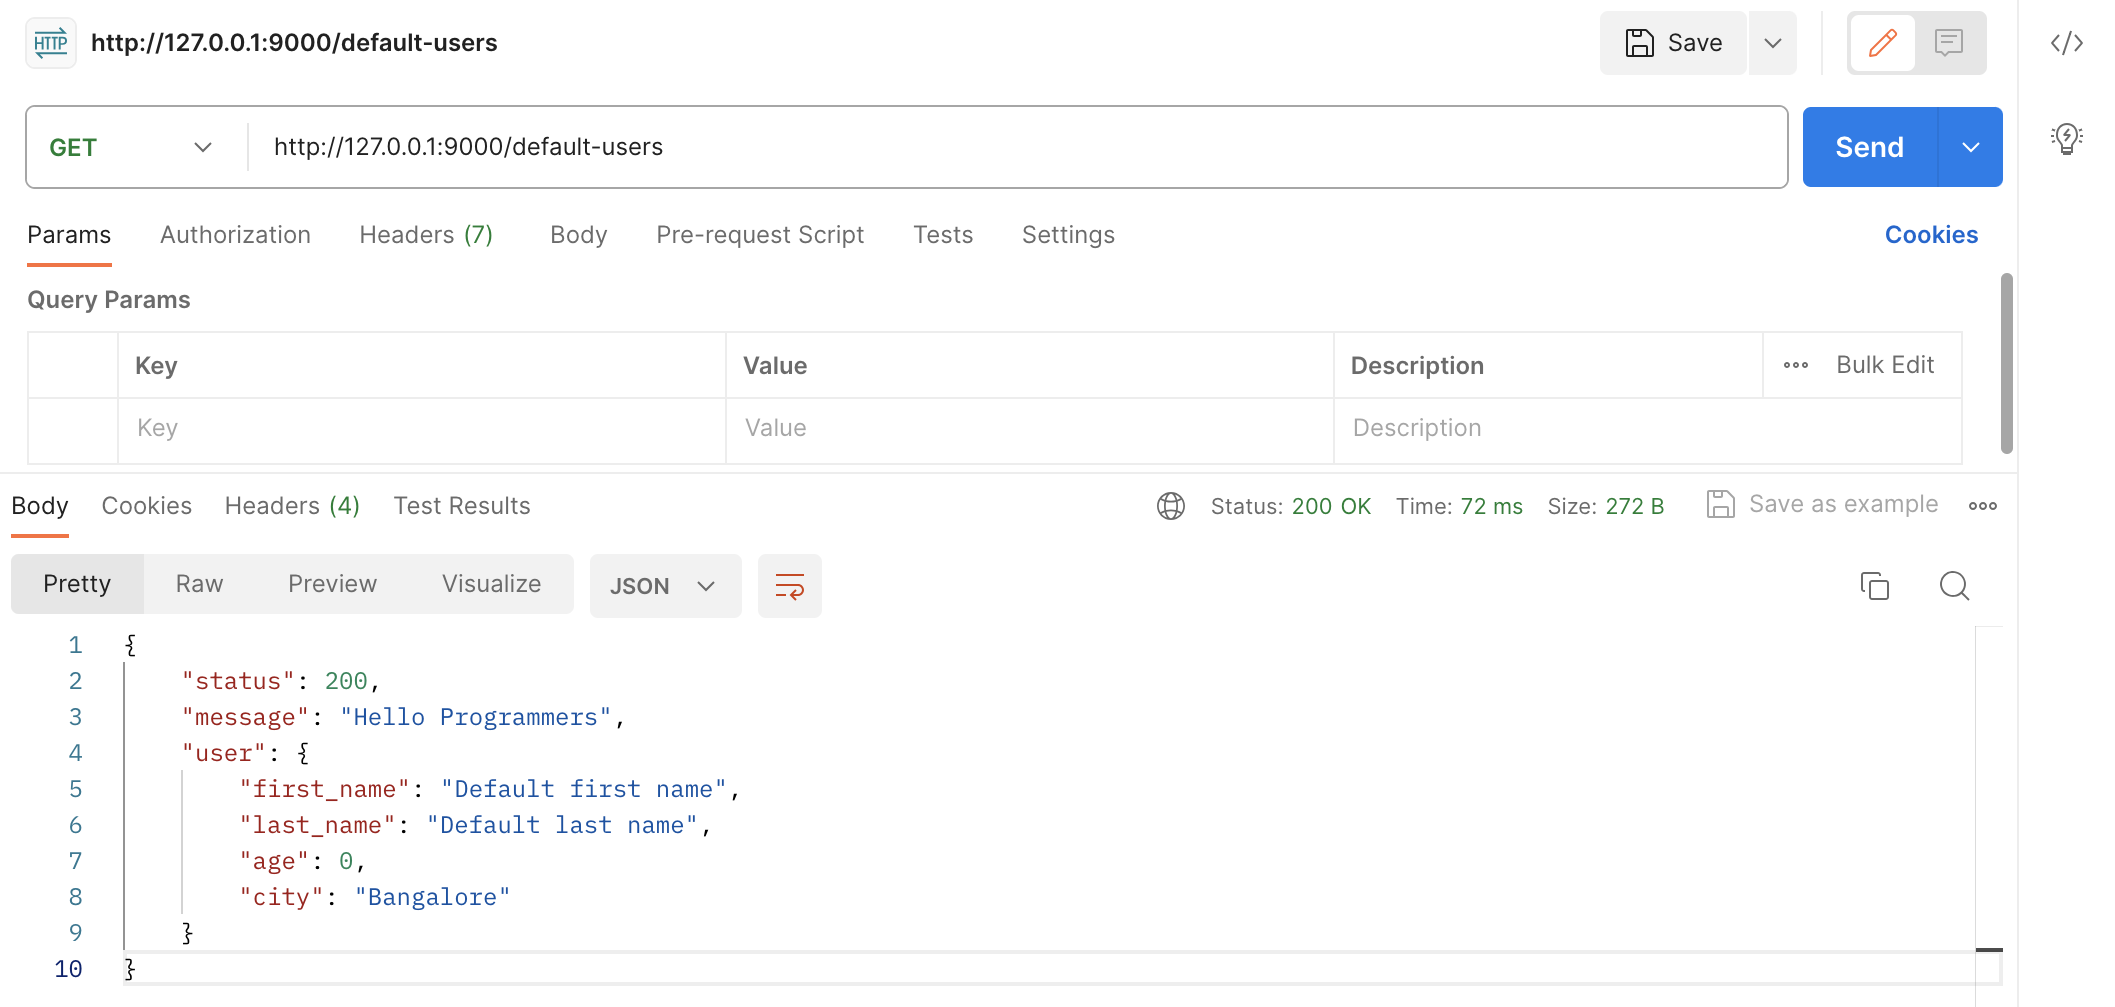 HTTP http://127.0.0.1:9000/default-users Save
GET http://127.0.0.1:9000/default-users Send
Params Authorization Headers (7) Body Pre-request Script Tests Settings Cookies
Query Params
Key Value Description Bulk Edit
Key Value Description
Body Cookies Headers (4) Test Results Status: 200 OK Time: 72 ms Size: 272 B Save as example
Pretty Raw Preview Visualize JSON
1 {
2 "status": 200,
3 "message": "Hello Programmers",
4 "user": {
5 "first_name": "Default first name",
6 "last_name": "Default last name",
7 "age": 0,
8 "city": "Bangalore"
9 }
10 }